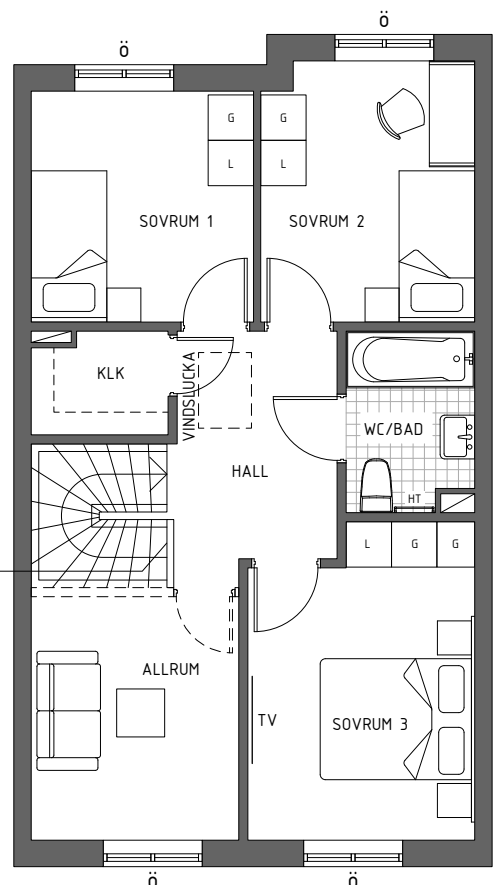 Ö
Ö
G
G
L
L
SOVRUM 1
SOVRUM 2
KLK
VINDSLUCKA
WC/BAD
HALL
HT
L
G
G
ALLRUM
TV
SOVRUM 3
Ö
Ö